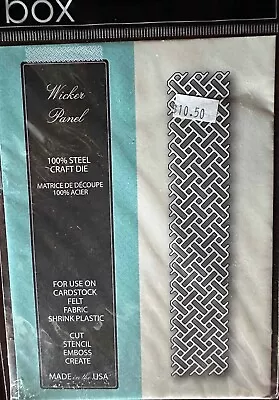 box
Wicker
Panel
$10.50
100% STEEL
CRAFT DIE
MATRICE DE DÉCOUPE
100% ACIER
FOR USE ON
CARDSTOCK
FELT
FABRIC
SHRINK PLASTIC
CUT
STENCIL
EMBOSS
CREATE
MADE in the USA